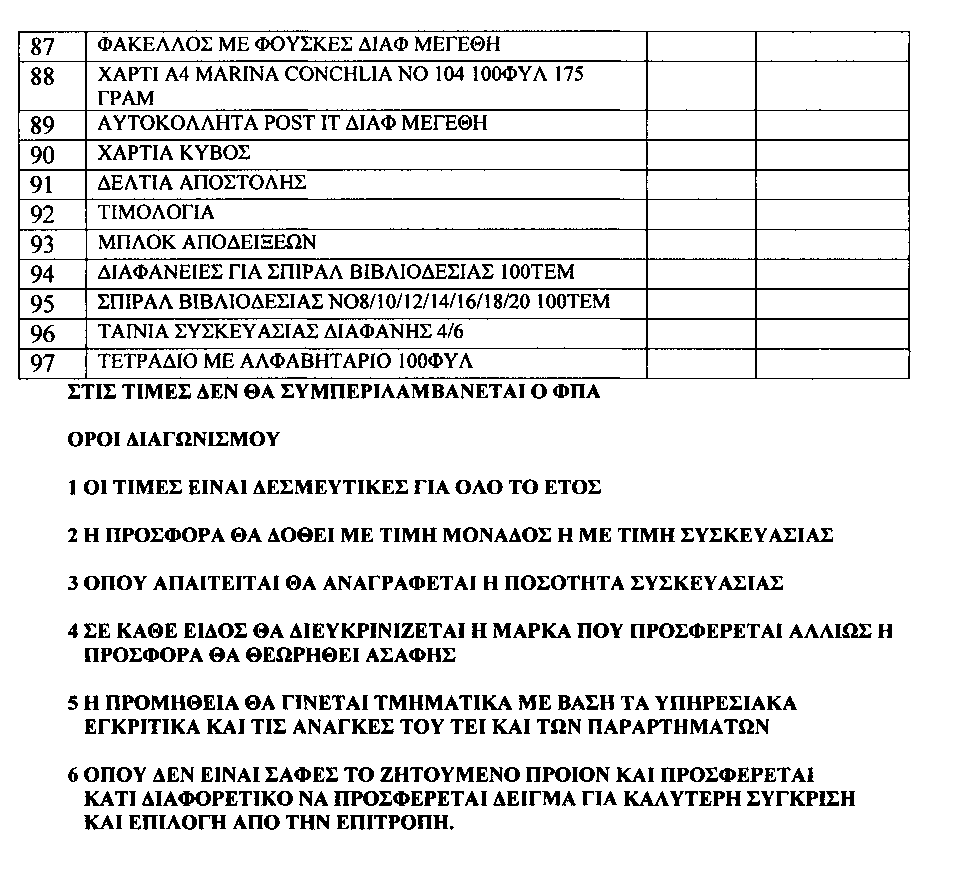 87 ΦΑΚΕΛΛΟΣ ΜΕ ΦΟΥΣΚΕΣ ΔΙΑΦ ΜΕΓΕΘΗ
88 ΧΑΡΤΙ Α4 MARINA CONCHLIA NO 104 100ΦΥΛ 175
ΓΡΑΜ
89 ΑΥΤΟΚΟΛΛΗΤΑ POST IT ΔΙΑΦ ΜΕΓΕΘΗ
90 ΧΑΡΤΙΑ ΚΥΒΟΣ
91 ΔΕΛΤΙΑ ΑΠΟΣΤΟΛΗΣ
92 ΤΙΜΟΛΟΓΙΑ
93 ΜΠΛΟΚ ΑΠΟΔΕΙΞΕΩΝ
94 ΔΙΑΦΑΝΕΙΕΣ ΓΙΑ ΣΠΙΡΑΛ ΒΙΒΛΙΟΔΕΣΙΑΣ 100ΤΕΜ
95 ΣΠΙΡΑΛ ΒΙΒΛΙΟΔΕΣΙΑΣ ΝΟ8/10/12/14/16/18/20 100ΤΕΜ
96 ΤΑΙΝΙΑ ΣΥΣΚΕΥΑΣΙΑΣ ΔΙΑΦΑΝΗΣ 4/6
97 ΤΕΤΡΑΔΙΟ ΜΕ ΑΛΦΑΒΗΤΑΡΙΟ 100ΦΥΛ
ΣΤΙΣ ΤΙΜΕΣ ΔΕΝ ΘΑ ΣΥΜΠΕΡΙΛΑΜΒΑΝΕΤΑΙ Ο ΦΠΑ
ΟΡΟΙ ΔΙΑΓΩΝΙΣΜΟΥ
1 ΟΙ ΤΙΜΕΣ ΕΙΝΑΙ ΔΕΣΜΕΥΤΙΚΕΣ ΓΙΑ ΟΛΟ ΤΟ ΕΤΟΣ
2 Η ΠΡΟΣΦΟΡΑ ΘΑ ΔΟΘΕΙ ΜΕ ΤΙΜΗ ΜΟΝΑΔΟΣ Η ΜΕ ΤΙΜΗ ΣΥΣΚΕΥΑΣΙΑΣ
3 ΟΠΟΥ ΑΠΑΙΤΕΙΤΑΙ ΘΑ ΑΝΑΓΡΑΦΕΤΑΙ Η ΠΟΣΟΤΗΤΑ ΣΥΣΚΕΥΑΣΙΑΣ
4 ΣΕ ΚΑΘΕ ΕΙΔΟΣ ΘΑ ΔΙΕΥΚΡΙΝΙΖΕΤΑΙ Η ΜΑΡΚΑ ΠΟΥ ΠΡΟΣΦΕΡΕΤΑΙ ΑΛΛΙΩΣ Η
ΠΡΟΣΦΟΡΑ ΘΑ ΘΕΩΡΗΘΕΙ ΑΣΑΦΗΣ
5 Η ΠΡΟΜΗΘΕΙΑ ΘΑ ΓΙΝΕΤΑΙ ΤΜΗΜΑΤΙΚΑ ΜΕ ΒΑΣΗ ΤΑ ΥΠΗΡΕΣΙΑΚΑ
ΕΓΚΡΙΤΙΚΑ ΚΑΙ ΤΙΣ ΑΝΑΓΚΕΣ ΤΟΥ ΤΕΙ ΚΑΙ ΤΩΝ ΠΑΡΑΡΤΗΜΑΤΩΝ
6 ΟΠΟΥ ΔΕΝ ΕΙΝΑΙ ΣΑΦΕΣ ΤΟ ΖΗΤΟΥΜΕΝΟ ΠΡΟΙΟΝ ΚΑΙ ΠΡΟΣΦΕΡΕΤΑΙ
ΚΑΤΙ ΔΙΑΦΟΡΕΤΙΚΟ ΝΑ ΠΡΟΣΦΕΡΕΤΑΙ ΔΕΙΓΜΑ ΓΙΑ ΚΑΛΥΤΕΡΗ ΣΥΓΚΡΙΣΗ
ΚΑΙ ΕΠΙΛΟΓΗ ΑΠΟ ΤΗΝ ΕΠΙΤΡΟΠΗ.